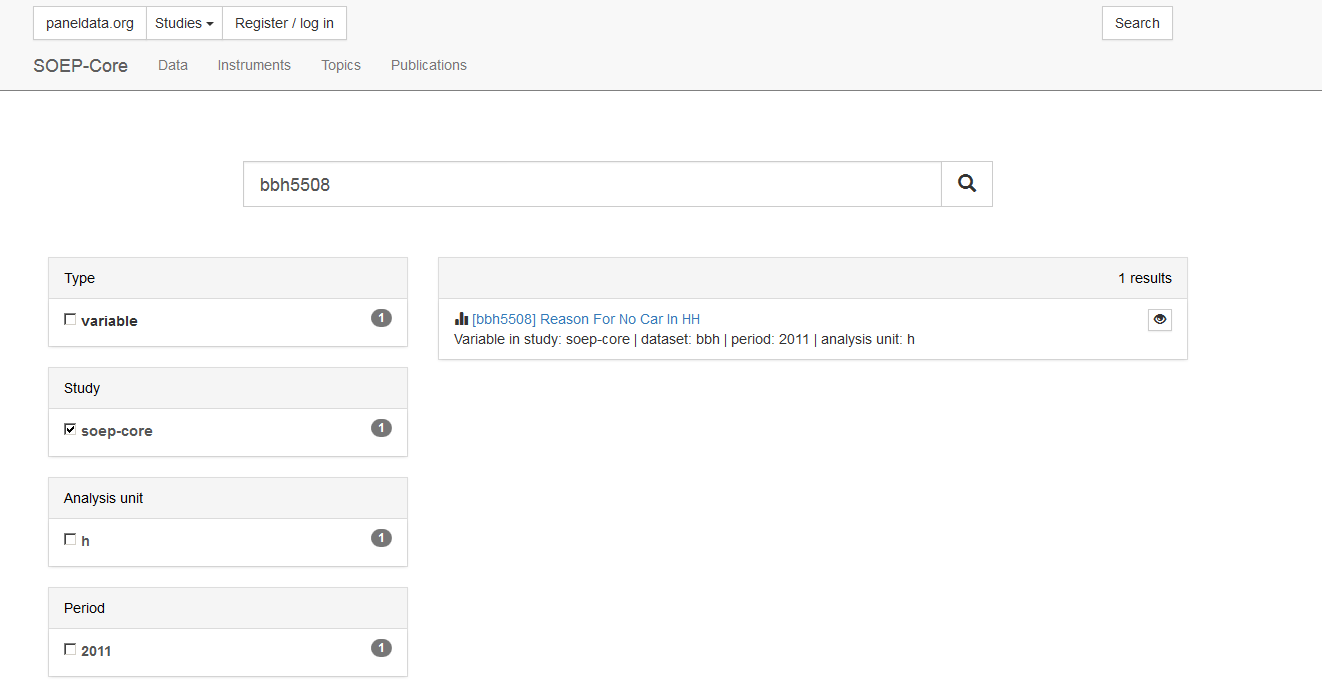 paneldata.org Studies Register / log in Search
SOEP-Core Data Instruments Topics Publications
bbh5508
Type
variable 1
Study
soep-core 1
Analysis unit
h 1
Period
2011 1
1 results
[bbh5508] Reason For No Car In HH
Variable in study: soep-core | dataset: bbh | period: 2011 | analysis unit: h